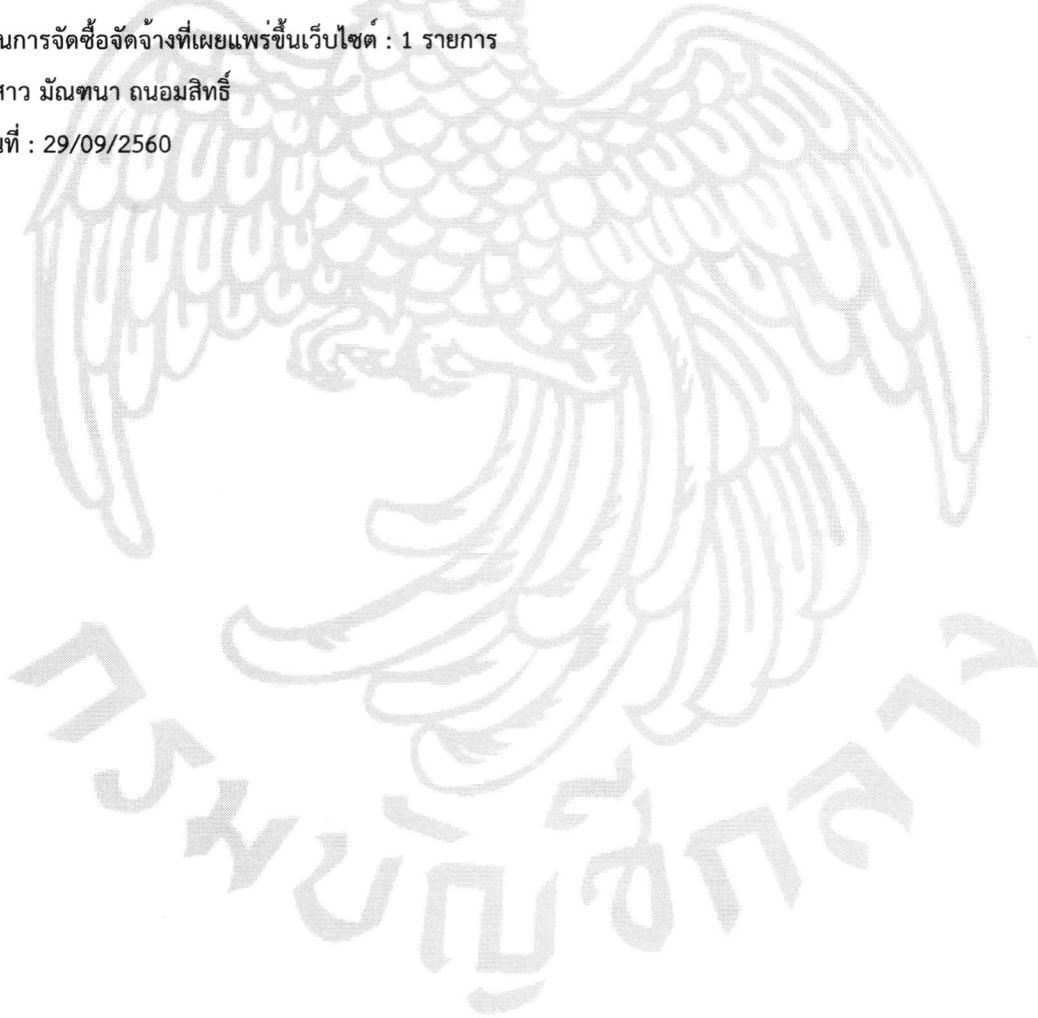 นการจัดซื้อจัดจ้างที่เผยแพร่ขึ้นเว็บไซต์ : 1 รายการ
สาว มัณฑนา ถนอมสิทธิ์
นที่ : 29/09/2560
กรมบัญชีกลาง